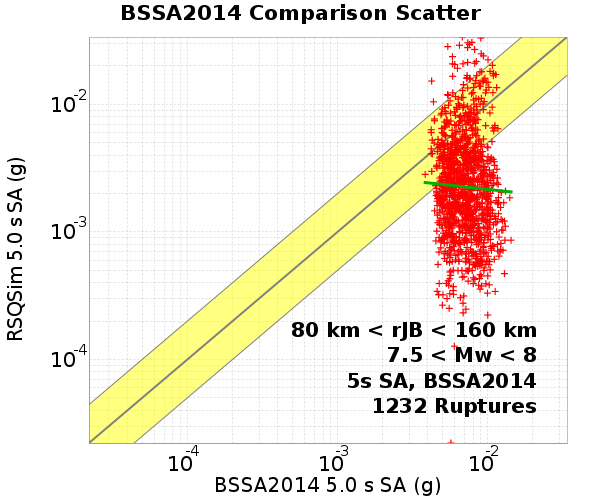 BSSA2014 Comparison Scatter
RSQSim 5.0 s SA (g)
10-2
10-3
10-4
80 km < rJB < 160 km
7.5 < Mw < 8
5s SA, BSSA2014
1232 Ruptures
10-4 10-3 10-2
BSSA2014 5.0 s SA (g)